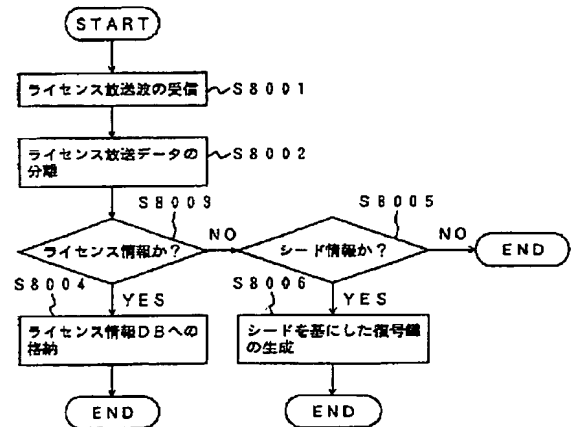 START
ライセンス放送波の受信
S8001
ライセンス放送データの
分離
S8002
S8003
ライセンス情報か？
NO
S8005
シード情報か？
NO
END
S8004
YES
ライセンス情報DBへの
格納
END
S8006
YES
シードを基にした復号鍵
の生成
END